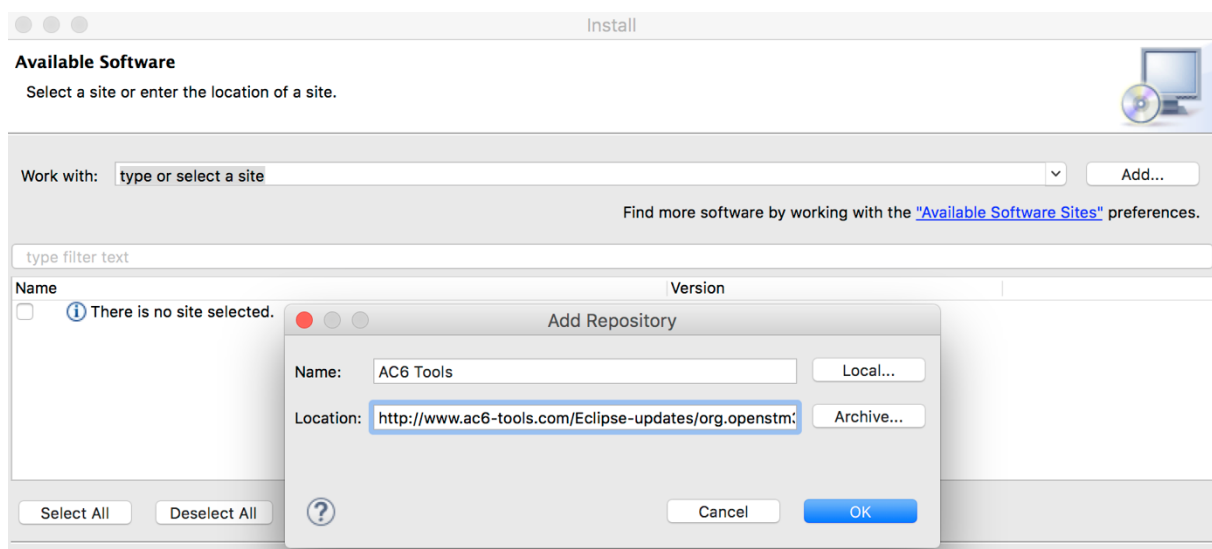 Install
Available Software
Select a site or enter the location of a site.
Work with: type or select a site Add...
Find more software by working with the "Available Software Sites" preferences.
type filter text
Name Version
There is no site selected.
Add Repository
Name: AC6 Tools Local...
Location: http://www.ac6-tools.com/Eclipse-updates/org.openstm Archive...
Select All Deselect All ? Cancel OK